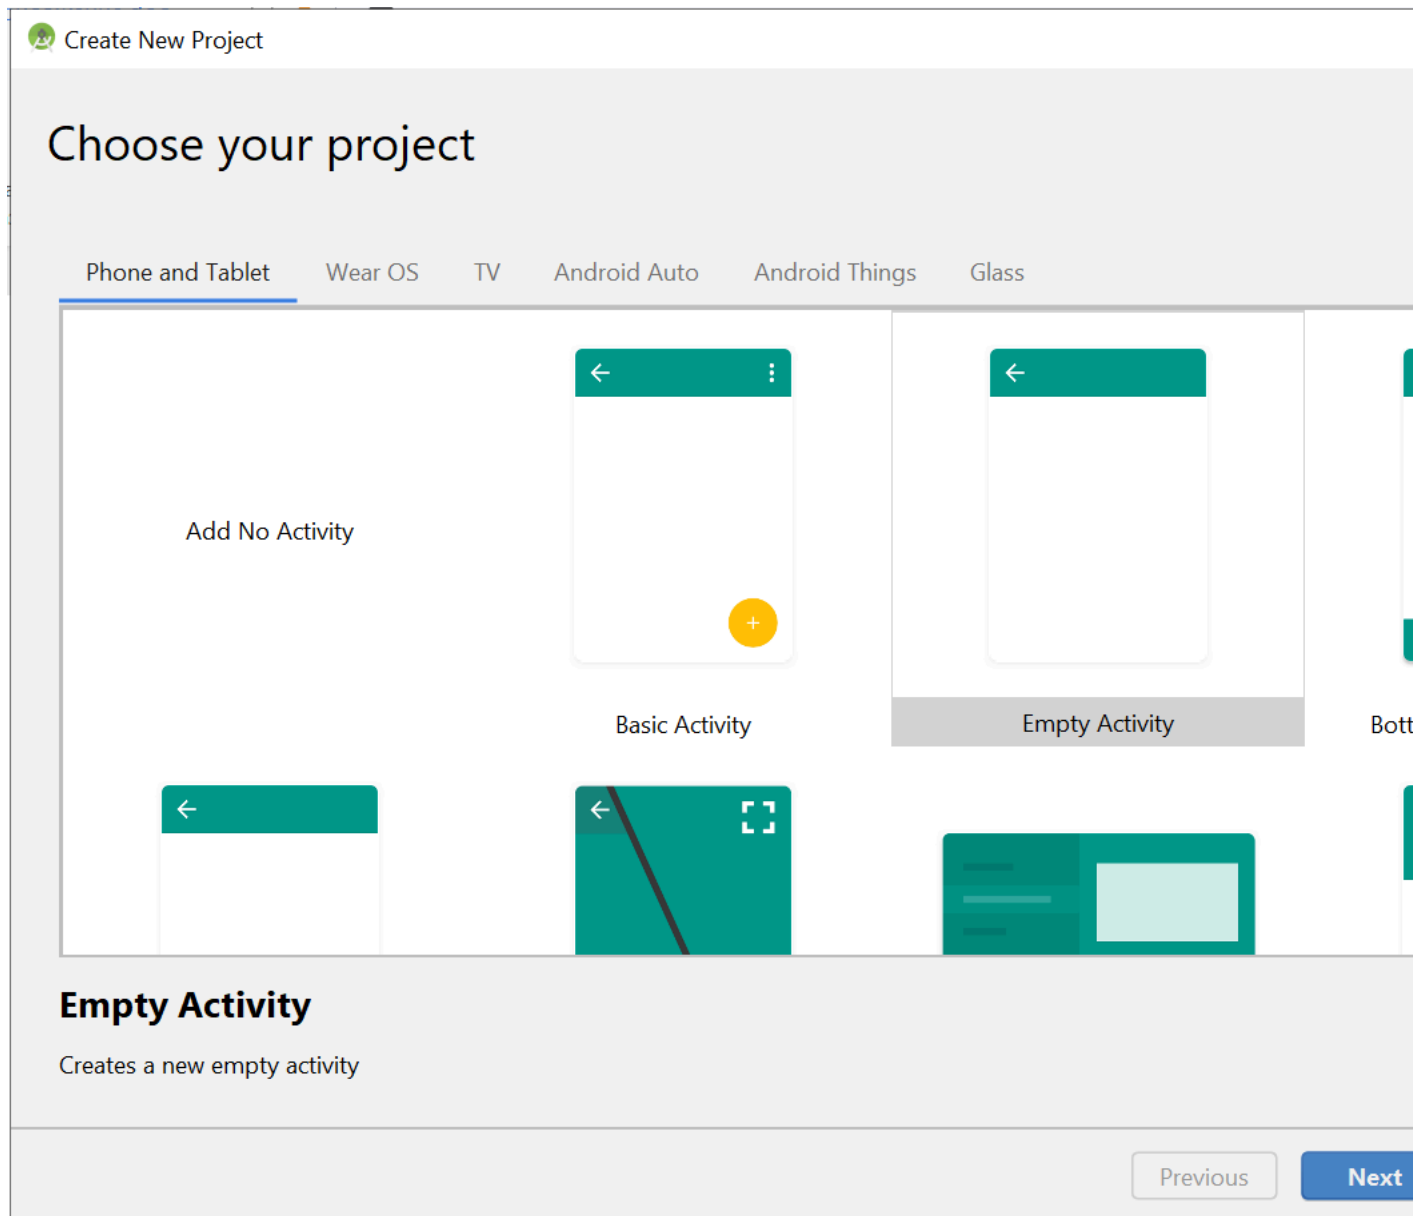 Create New Project
Choose your project
Phone and Tablet Wear OS TV Android Auto Android Things Glass
Add No Activity
Basic Activity
Empty Activity
Bott
Empty Activity
Creates a new empty activity
Previous Next